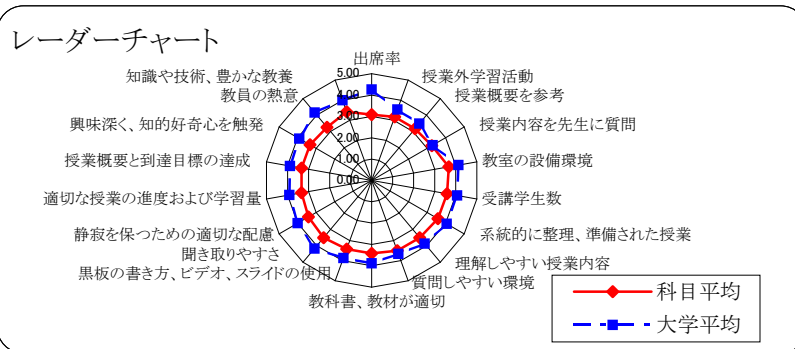 レーダーチャート
出席率
授業外学習活動
授業概要を参考
授業内容を先生に質問
教室の設備環境
受講学生数
系統的に整理、準備された授業
理解しやすい授業内容
質問しやすい環境
教科書、教材が適切
黒板の書き方、ビデオ、スライドの使用
聞き取りやすさ
静寂を保つための適切な配慮
適切な授業の進度および学習量
授業概要と到達目標の達成
興味深く、知的好奇心を触発
教員の熱意
知識や技術、豊かな教養
5.00
4.00
3.00
2.00
1.00
0.00
科目平均
大学平均